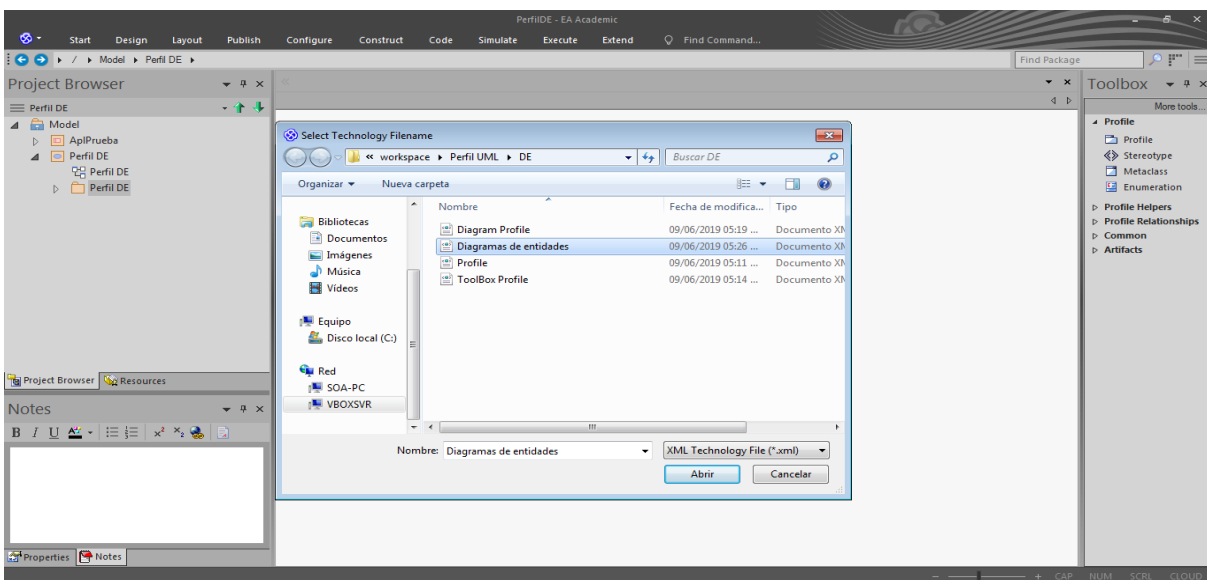 PerfilDE - EA Academic
Start Design Layout Publish Configure Construct Code Simulate Execute Extend Find Command...
/ Model Perfil DE Find Package
Project Browser
Perfil DE
Model
AplPrueba
Perfil DE
Perfil DE
Perfil DE
Project Browser Resources
Notes
B I U x² x₂
Properties Notes
Select Technology Filename
« workspace Perfil UML DE Buscar DE
Organizar Nueva carpeta
Bibliotecas
Documentos
Imágenes
Música
Vídeos
Equipo
Disco local (C:)
Red
SOA-PC
VBOXSVR
Nombre Fecha de modifica... Tipo
Diagram Profile 09/06/2019 05:19 ... Documento XM
Diagramas de entidades 09/06/2019 05:26 ... Documento XM
Profile 09/06/2019 05:11 ... Documento XM
ToolBox Profile 09/06/2019 05:14 ... Documento XM
Nombre: Diagramas de entidades XML Technology File (*.xml)
Abrir Cancelar
Toolbox
More tools...
Profile
Profile
Stereotype
Metaclass
Enumeration
Profile Helpers
Profile Relationships
Common
Artifacts
CAP NUM SCRL CLOUD